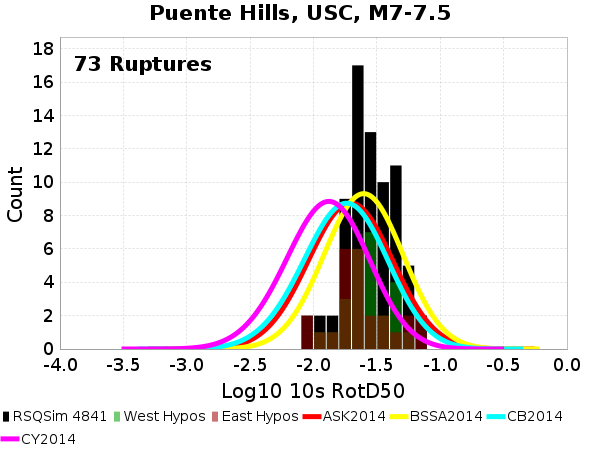 Puente Hills, USC, M7-7.5
73 Ruptures
18
16
14
12
10
8
6
4
2
0
Count
-4.0 -3.5 -3.0 -2.5 -2.0 -1.5 -1.0 -0.5 0.0
Log10 10s RotD50
RSQSim 4841 West Hypos East Hypos ASK2014 BSSA2014 CB2014
CY2014